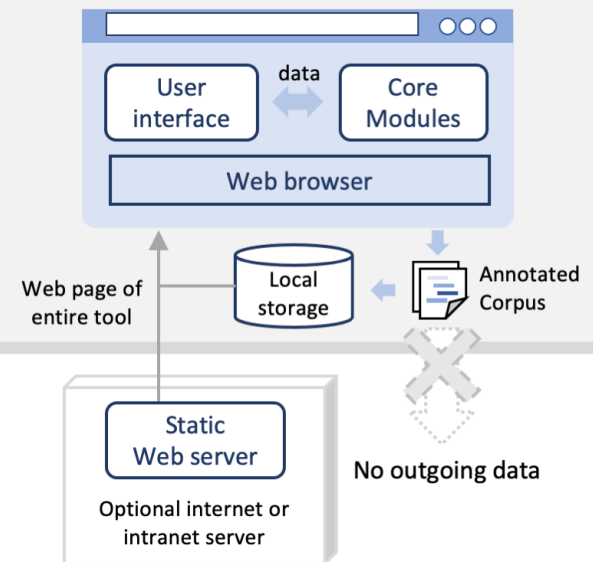 User
interface
data
Core
Modules
Web browser
Web page of
entire tool
Local
storage
Annotated
Corpus
Static
Web server
No outgoing data
Optional internet or
intranet server